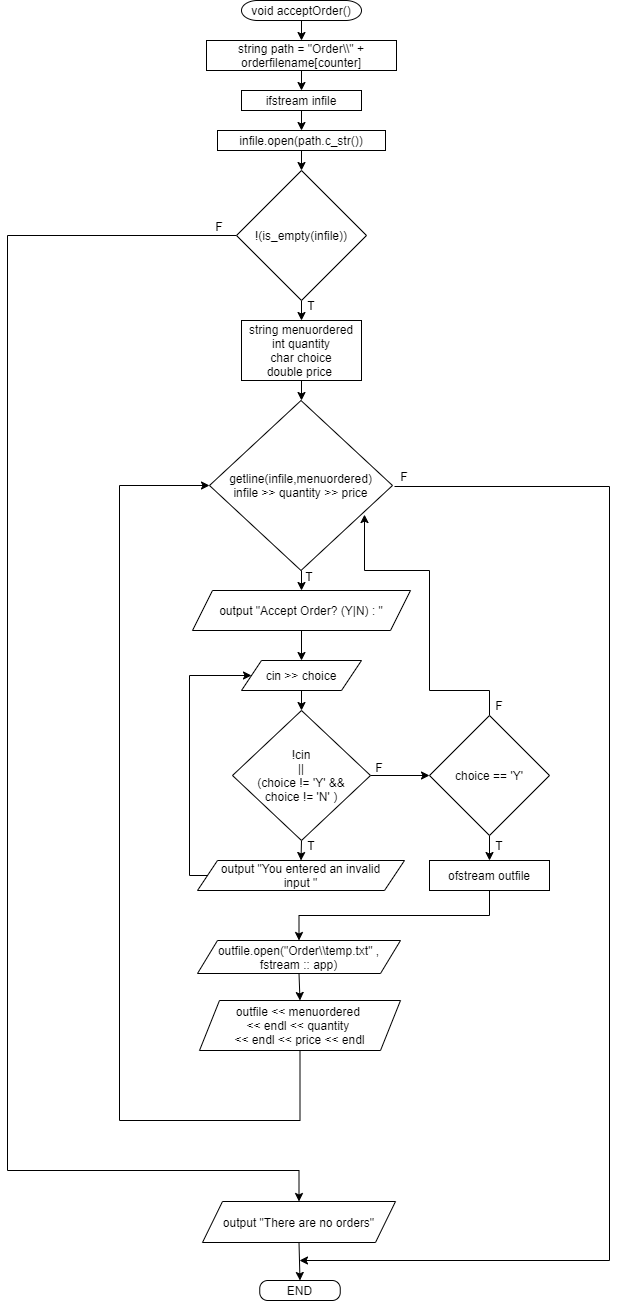 void acceptOrder()
string path = "Order\\" +
orderfilename[counter]
ifstream infile
infile.open(path.c_str())
!(is_empty(infile))
F
T
string menuordered
int quantity
char choice
double price
getline(infile,menuordered)
infile >> quantity >> price
F
T
output "Accept Order? (Y|N) : "
cin >> choice
!cin
||
(choice != 'Y' &&
choice != 'N' )
F
T
choice == 'Y'
F
T
output "You entered an invalid
input "
ofstream outfile
outfile.open("Order\\temp.txt" ,
fstream :: app)
outfile << menuordered
<< endl << quantity
<< endl << price << endl
output "There are no orders"
END